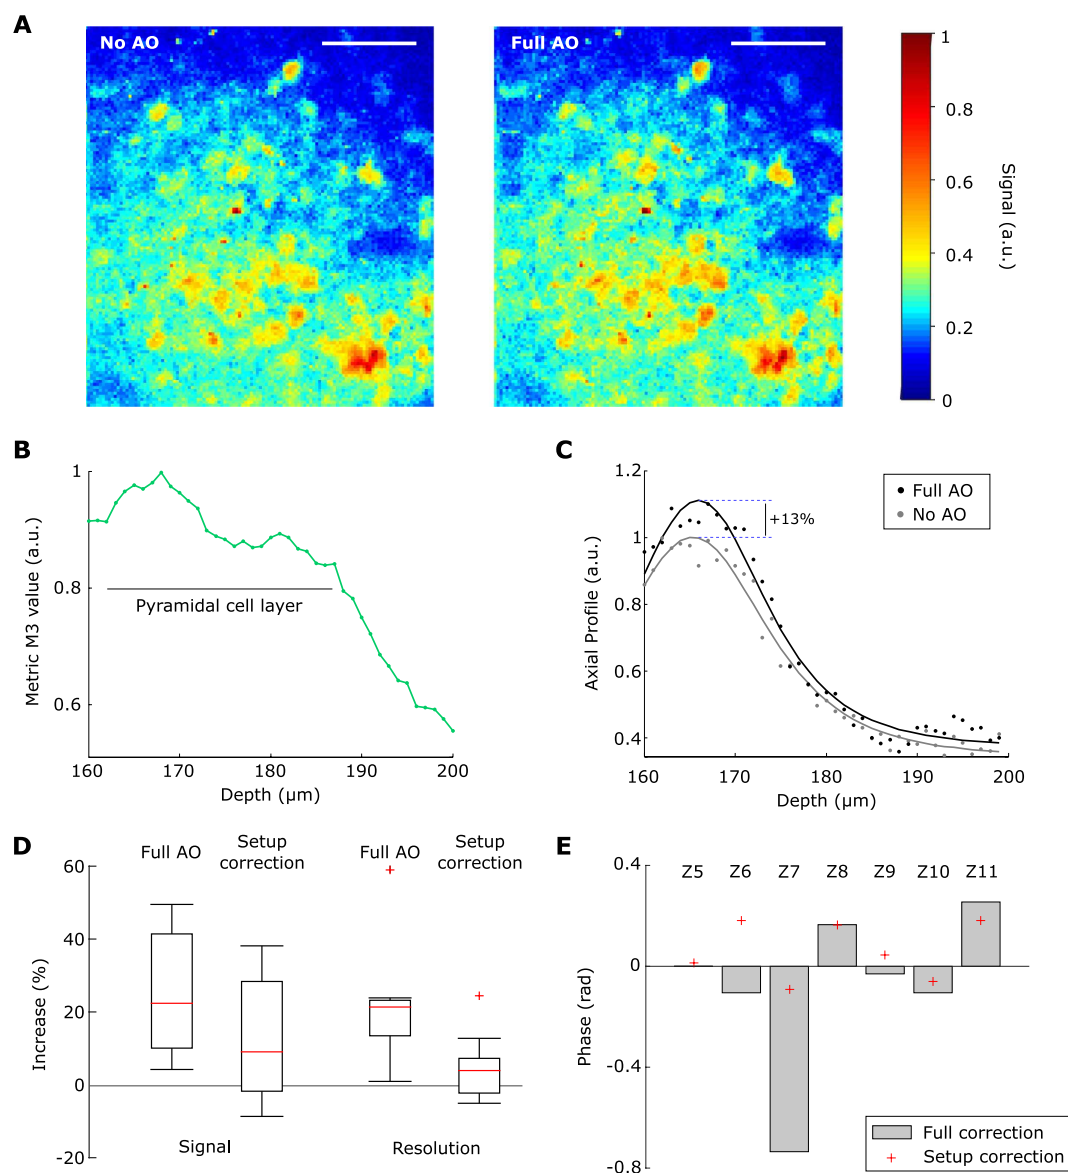 A
No AO
Full AO
1
0.8
0.6
0.4
0.2
0
Signal (a.u.)
B
1
0.8
0.6
Metric M3 value (a.u.)
Pyramidal cell layer
160
170
180
190
200
Depth (µm)
C
1.2
1
0.8
0.6
0.4
Axial Profile (a.u.)
+13%
Full AO
No AO
160
170
180
190
200
Depth (µm)
D
Full AO
Setup
correction
Full AO
Setup
correction
60
40
20
0
-20
Increase (%)
Signal
Resolution
E
0.4
0
-0.4
-0.8
Phase (rad)
Z5
Z6
Z7
Z8
Z9
Z10
Z11
Full correction
Setup correction